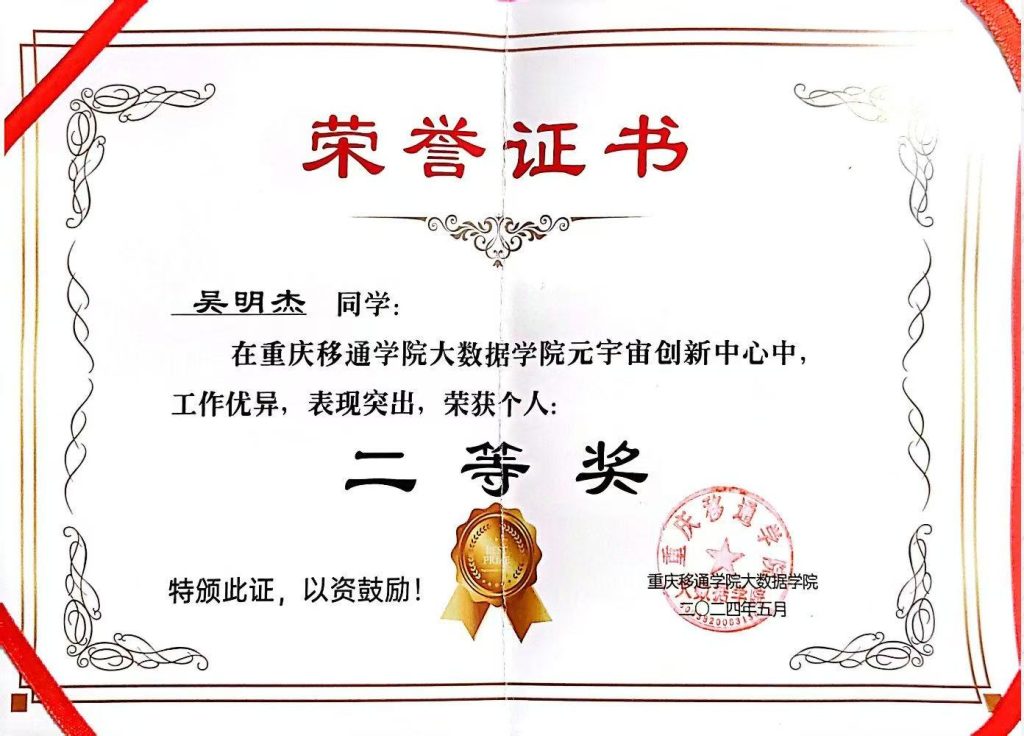 荣誉证书
吴明杰 同学：
在重庆移通学院大数据学院元宇宙创新中心中，
工作优异，表现突出，荣获个人：
二等奖
BEST
PRIZE
特颁此证，以资鼓励！
重庆移通学院
大数据学院
重庆移通学院大数据学院
二〇二四年五月